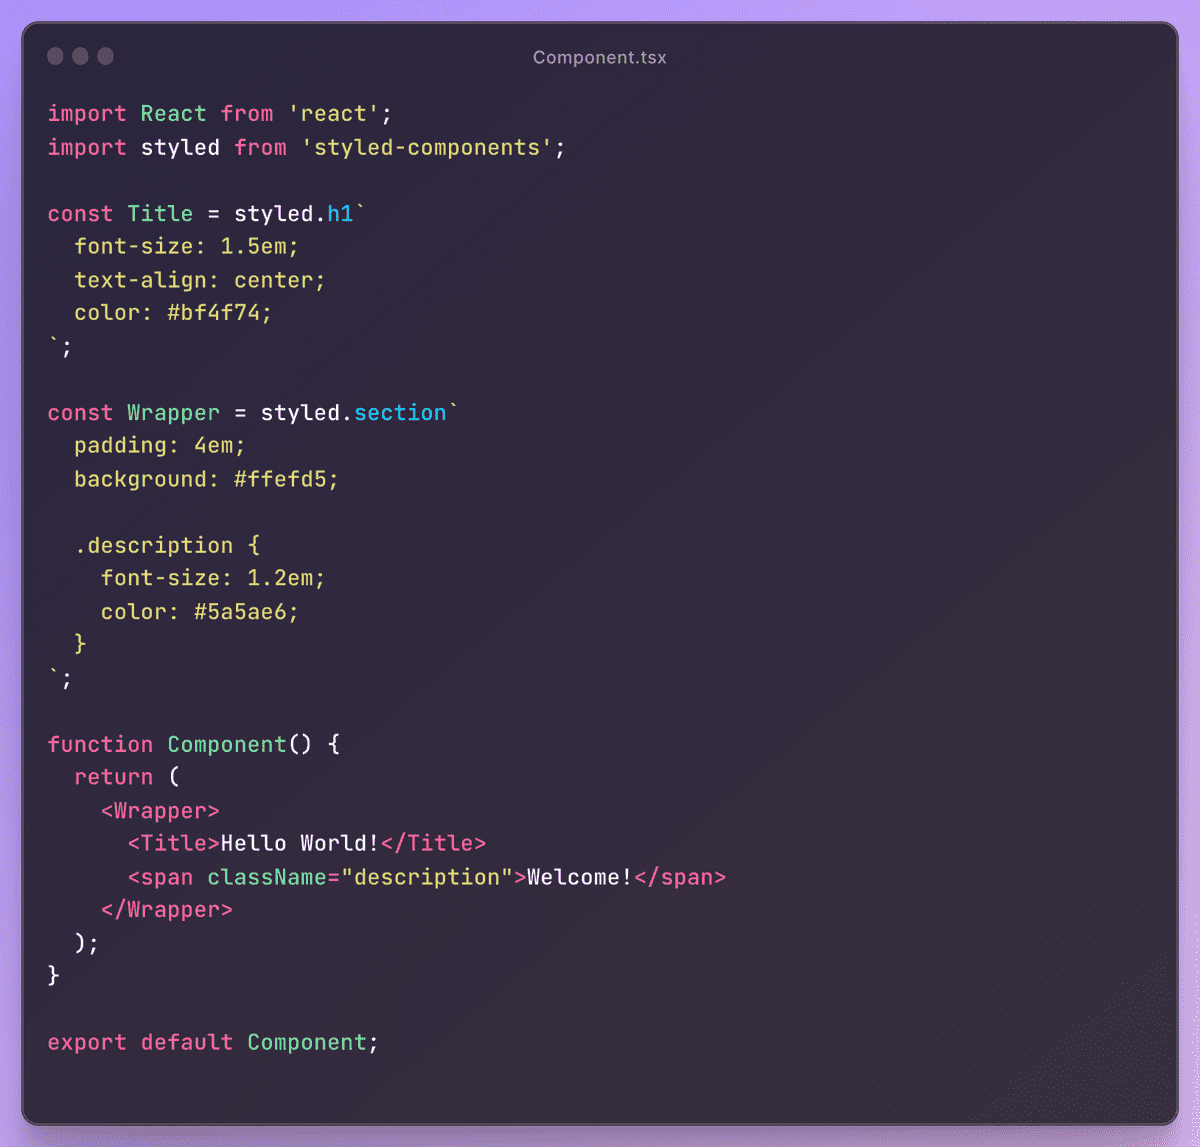 Component.tsx
import React from 'react';
import styled from 'styled-components';

const Title = styled.h1`
  font-size: 1.5em;
  text-align: center;
  color: #bf4f74;
`;

const Wrapper = styled.section`
  padding: 4em;
  background: #ffefd5;

  .description {
    font-size: 1.2em;
    color: #5a5ae6;
  }
`;

function Component() {
  return (
    <Wrapper>
      <Title>Hello World!</Title>
      <span className="description">Welcome!</span>
    </Wrapper>
  );
}

export default Component;